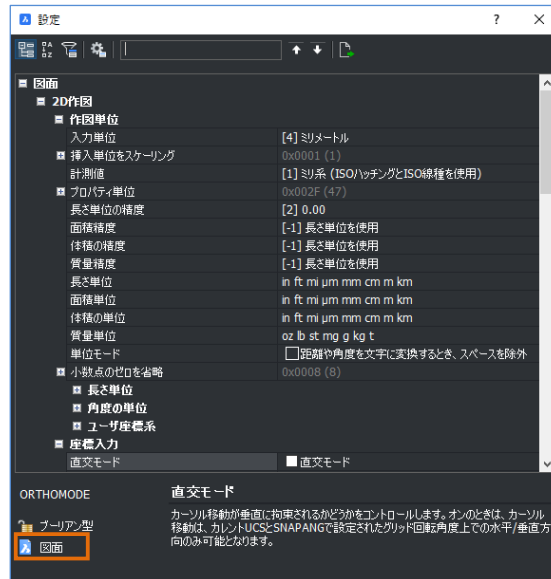 設定
図面
2D作図
作図単位
入力単位 [4] ミリメートル
挿入単位をスケーリング 0x0001 (1)
計測値 [1] ミリ系 (ISOハッチングとISO線種を使用)
プロパティ単位 0x002F (47)
長さ単位の精度 [2] 0.00
面積精度 [-1] 長さ単位を使用
体積の精度 [-1] 長さ単位を使用
質量精度 [-1] 長さ単位を使用
長さ単位 in ft mi µm mm cm m km
面積単位 in ft mi µm mm cm m km
体積の単位 in ft mi µm mm cm m km
質量単位 oz lb st mg g kg t
単位モード 距離や角度を文字に変換するとき、スペースを除外
小数点のゼロを省略 0x0008 (8)
長さ単位
角度の単位
ユーザ座標系
座標入力
直交モード 直交モード
ORTHOMODE
ブーリアン型
図面
直交モード
カーソル移動が垂直に拘束されるかどうかをコントロールします。オンのときは、カーソル
移動は、カレントUCSとSNAPANGで設定されたグリッド回転角度上での水平/垂直方
向のみ可能となります。